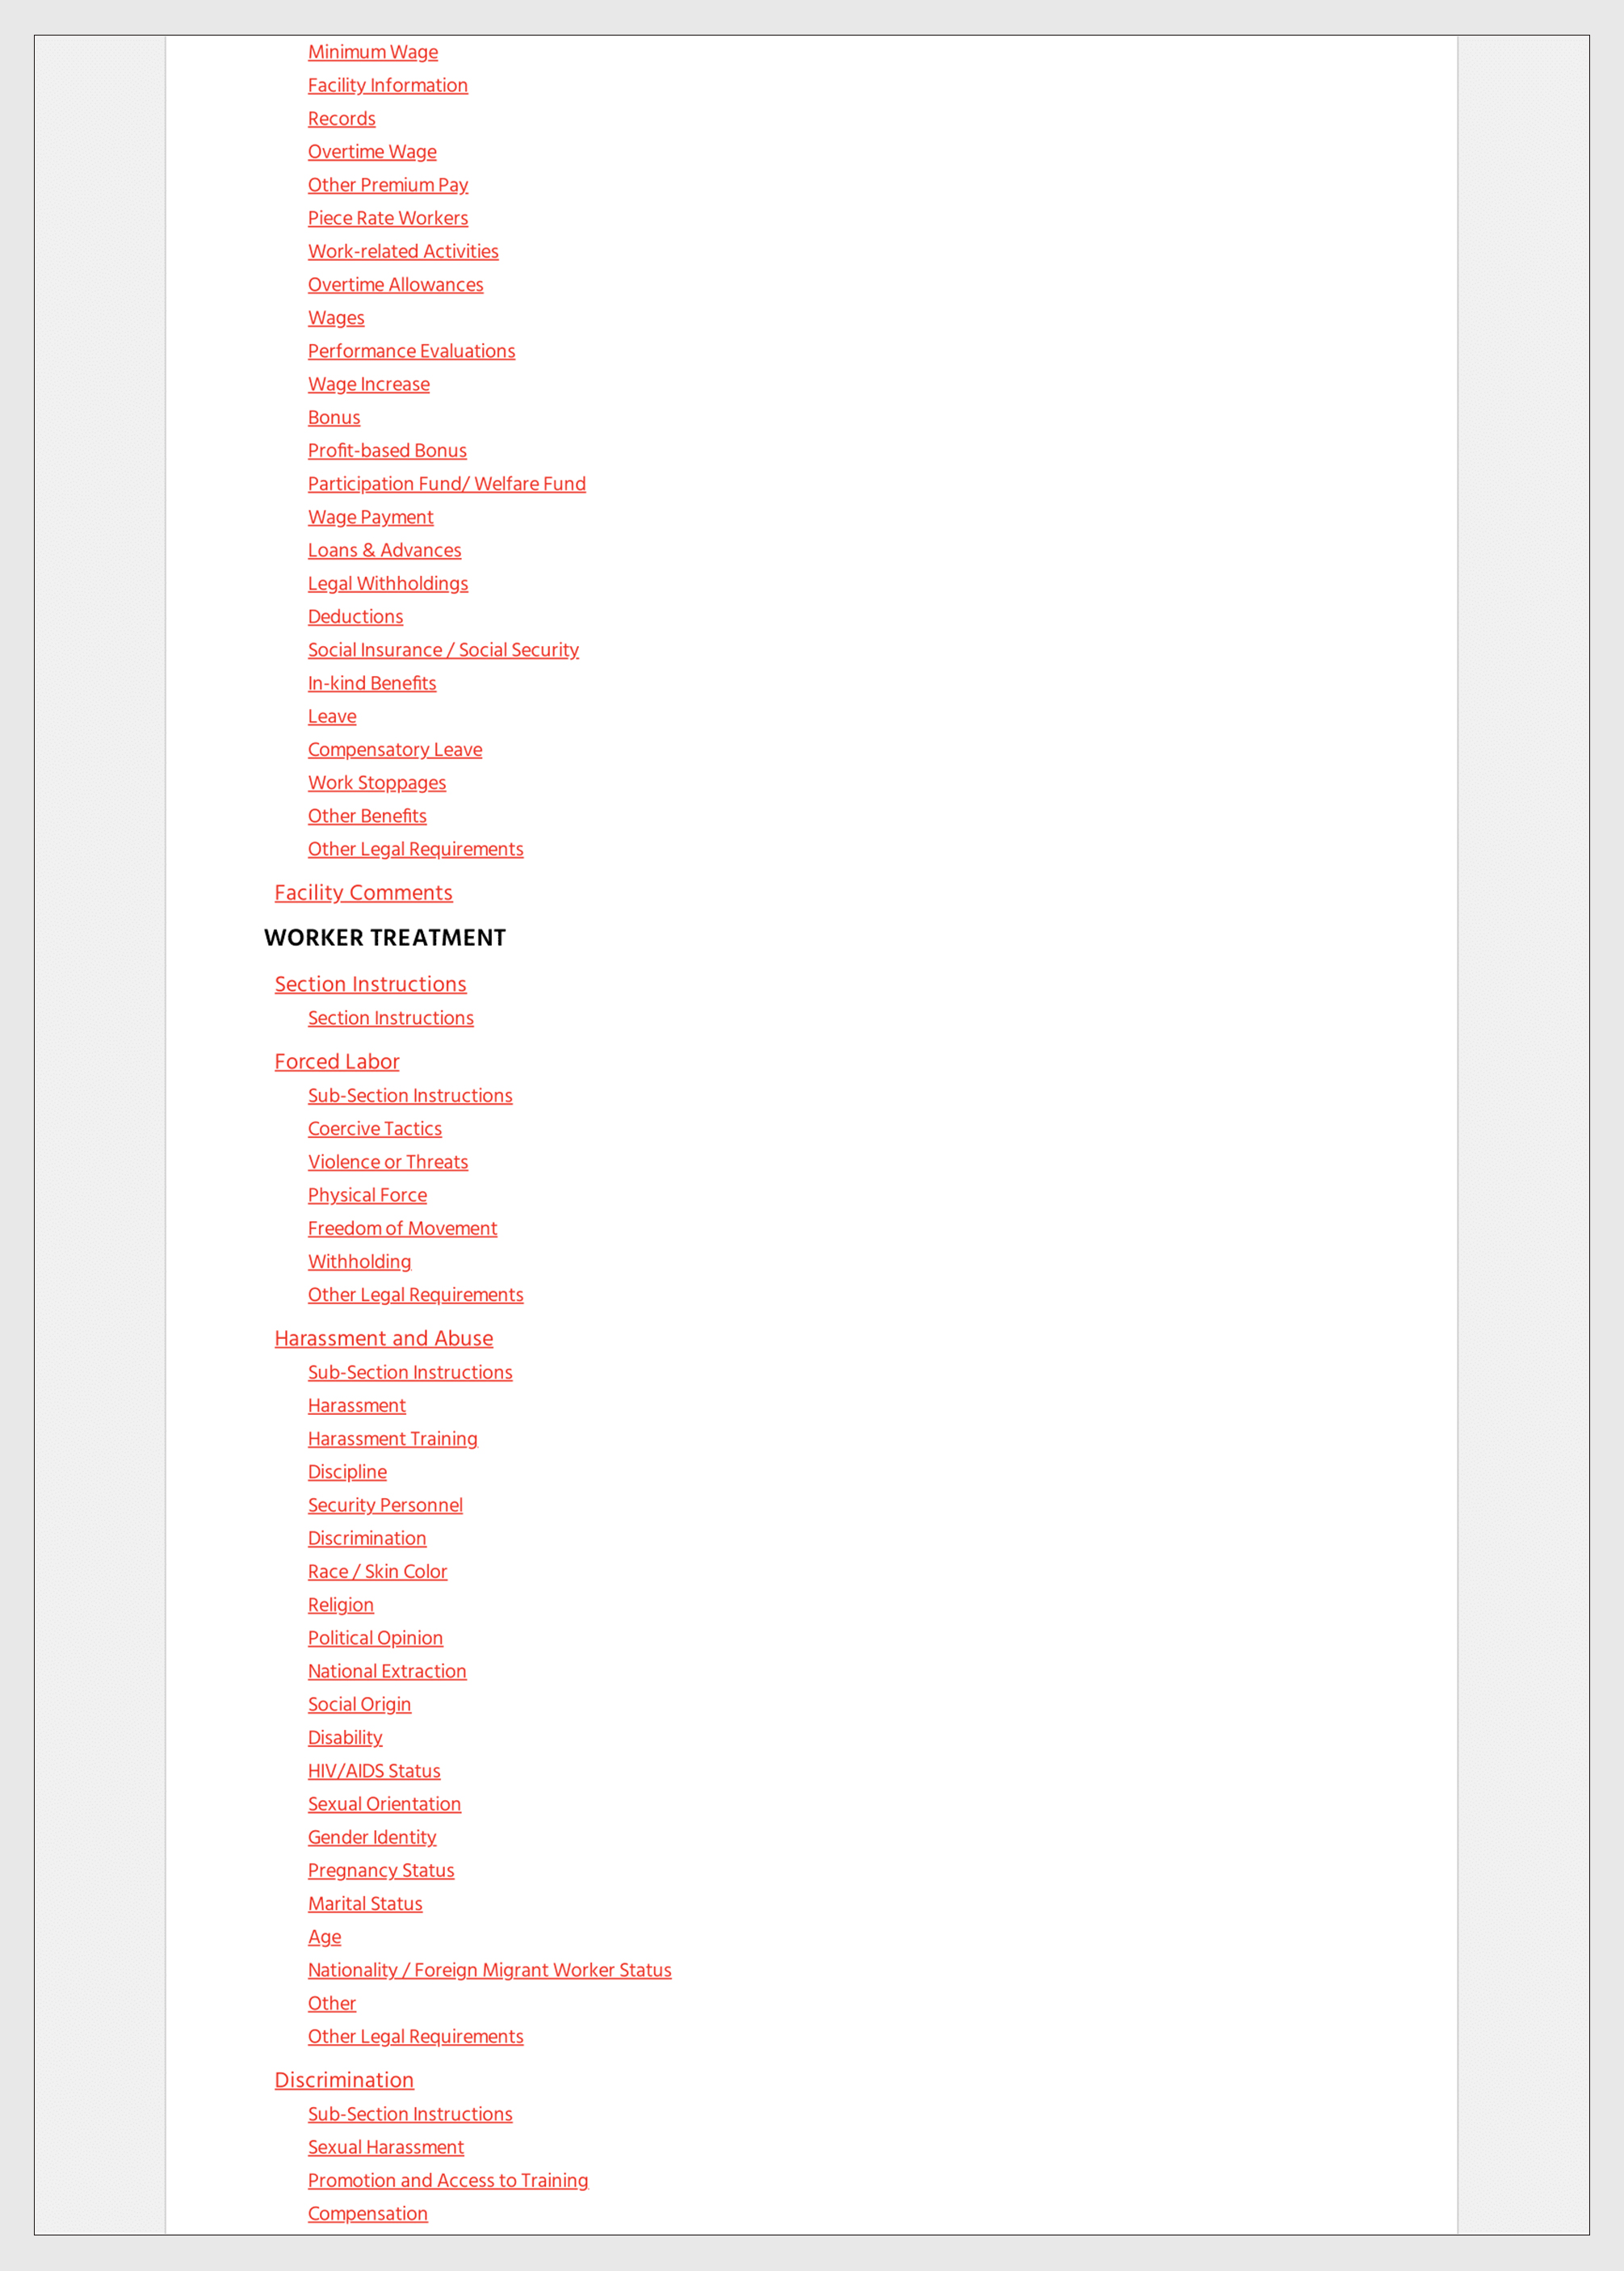 Minimum Wage
Facility Information
Records
Overtime Wage
Other Premium Pay
Piece Rate Workers
Work-related Activities
Overtime Allowances
Wages
Performance Evaluations
Wage Increase
Bonus
Profit-based Bonus
Participation Fund/ Welfare Fund
Wage Payment
Loans & Advances
Legal Withholdings
Deductions
Social Insurance / Social Security
In-kind Benefits
Leave
Compensatory Leave
Work Stoppages
Other Benefits
Other Legal Requirements
Facility Comments
WORKER TREATMENT
Section Instructions
Section Instructions
Forced Labor
Sub-Section Instructions
Coercive Tactics
Violence or Threats
Physical Force
Freedom of Movement
Withholding
Other Legal Requirements
Harassment and Abuse
Sub-Section Instructions
Harassment
Harassment Training
Discipline
Security Personnel
Discrimination
Race / Skin Color
Religion
Political Opinion
National Extraction
Social Origin
Disability
HIV/AIDS Status
Sexual Orientation
Gender Identity
Pregnancy Status
Marital Status
Age
Nationality / Foreign Migrant Worker Status
Other
Other Legal Requirements
Discrimination
Sub-Section Instructions
Sexual Harassment
Promotion and Access to Training
Compensation